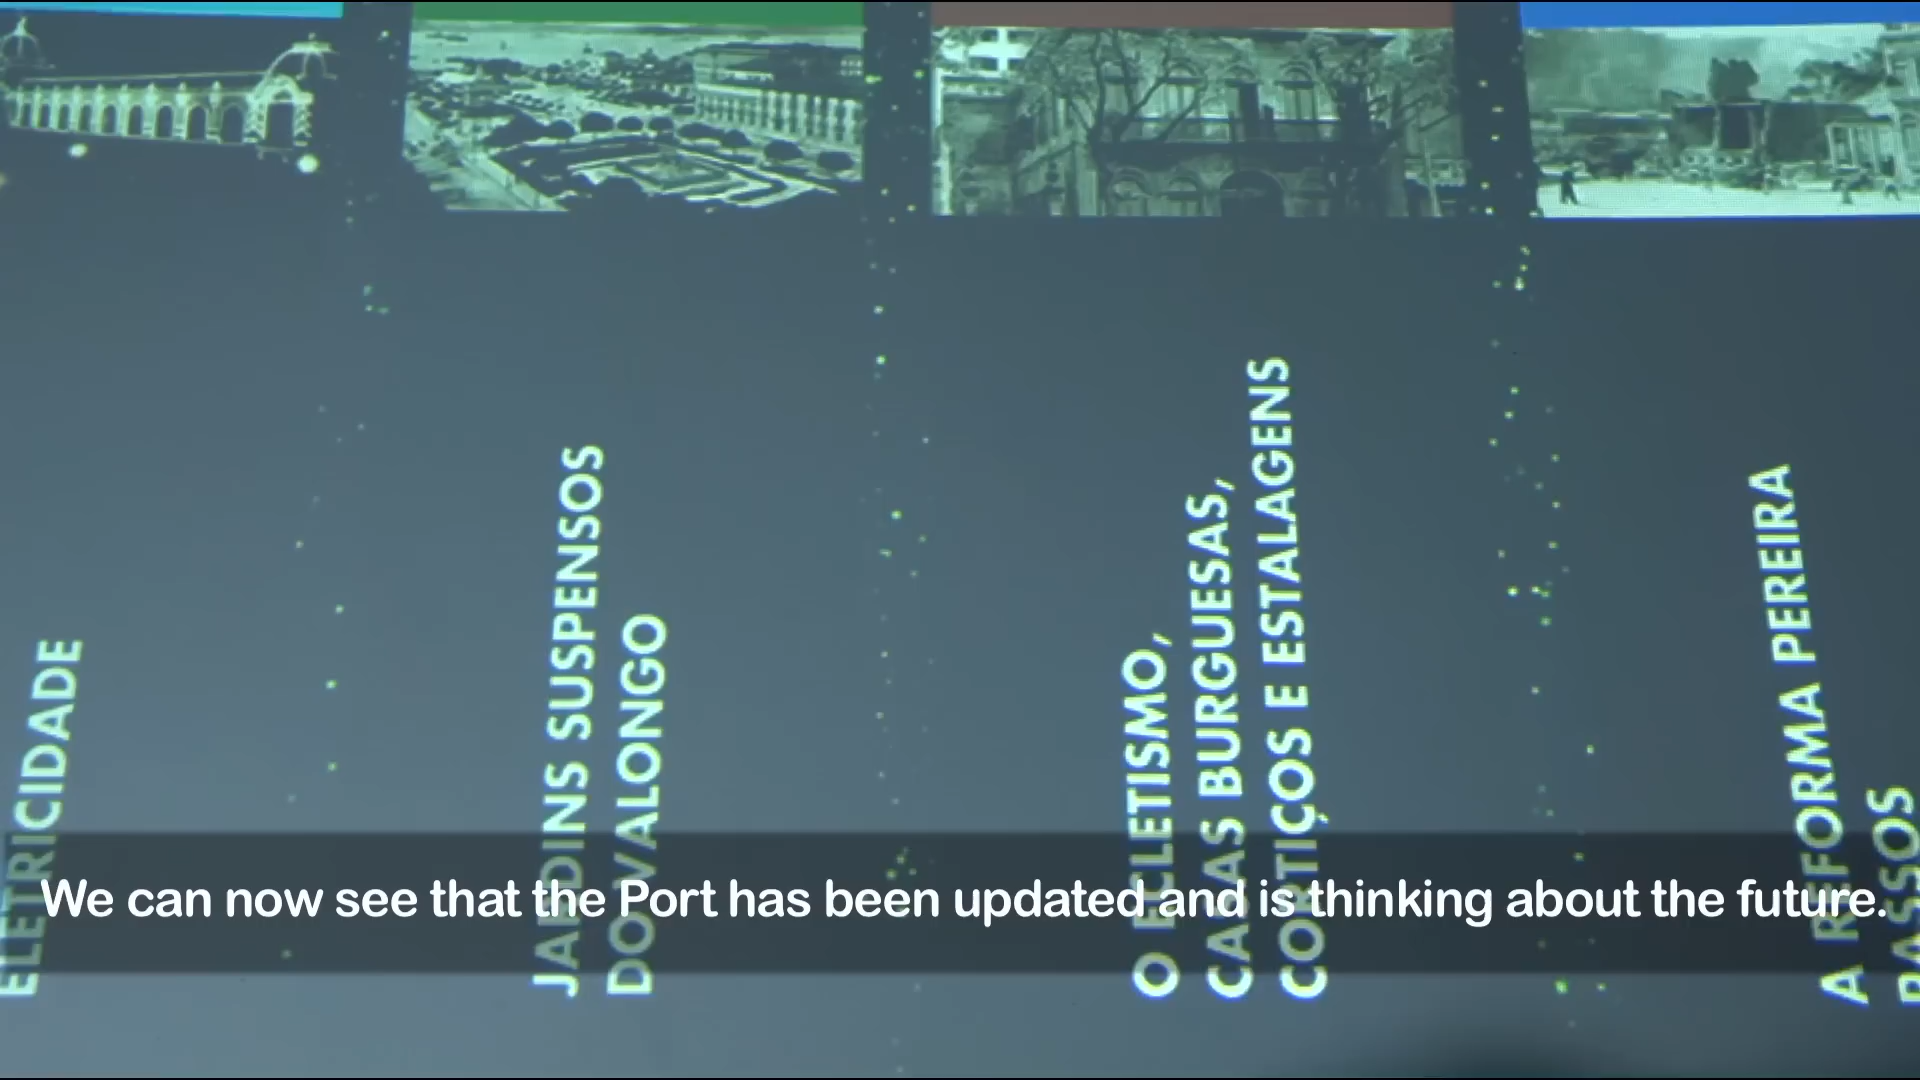 ELETRICIDADE
JARDINS SUSPENSOS
DO VALONGO
O ECLETISMO,
CASAS BURGUESAS,
CORTIÇOS E ESTALAGENS
A REFORMA PEREIRA
PASSOS
We can now see that the Port has been updated and is thinking about the future.